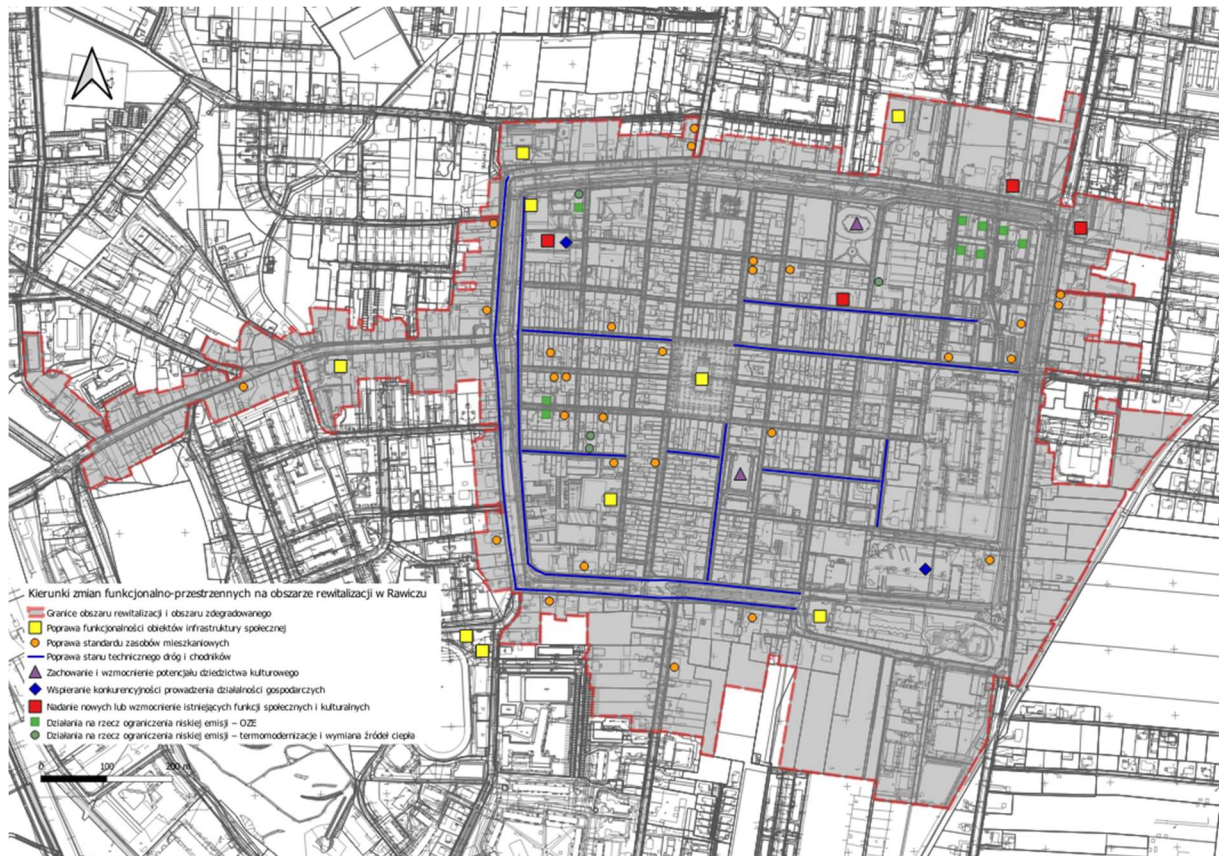 Kierunki zmian funkcjonalno-przestrzennych na obszarze rewitalizacji w Rawiczu
Granice obszaru rewitalizacji i obszaru zdegradowanego
Poprawa funkcjonalności obiektów infrastruktury społecznej
Poprawa standardu zasobów mieszkaniowych
Poprawa stanu technicznego dróg i chodników
Zachowanie i wzmocnienie potencjału dziedzictwa kulturowego
Wspieranie konkurencyjności prowadzenia działalności gospodarczych
Nadanie nowych lub wzmocnienie istniejących funkcji społecznych i kulturalnych
Działania na rzecz ograniczenia niskiej emisji – OZE
Działania na rzecz ograniczenia niskiej emisji – termomodernizacje i wymiana źródeł ciepła
0 100 200 m